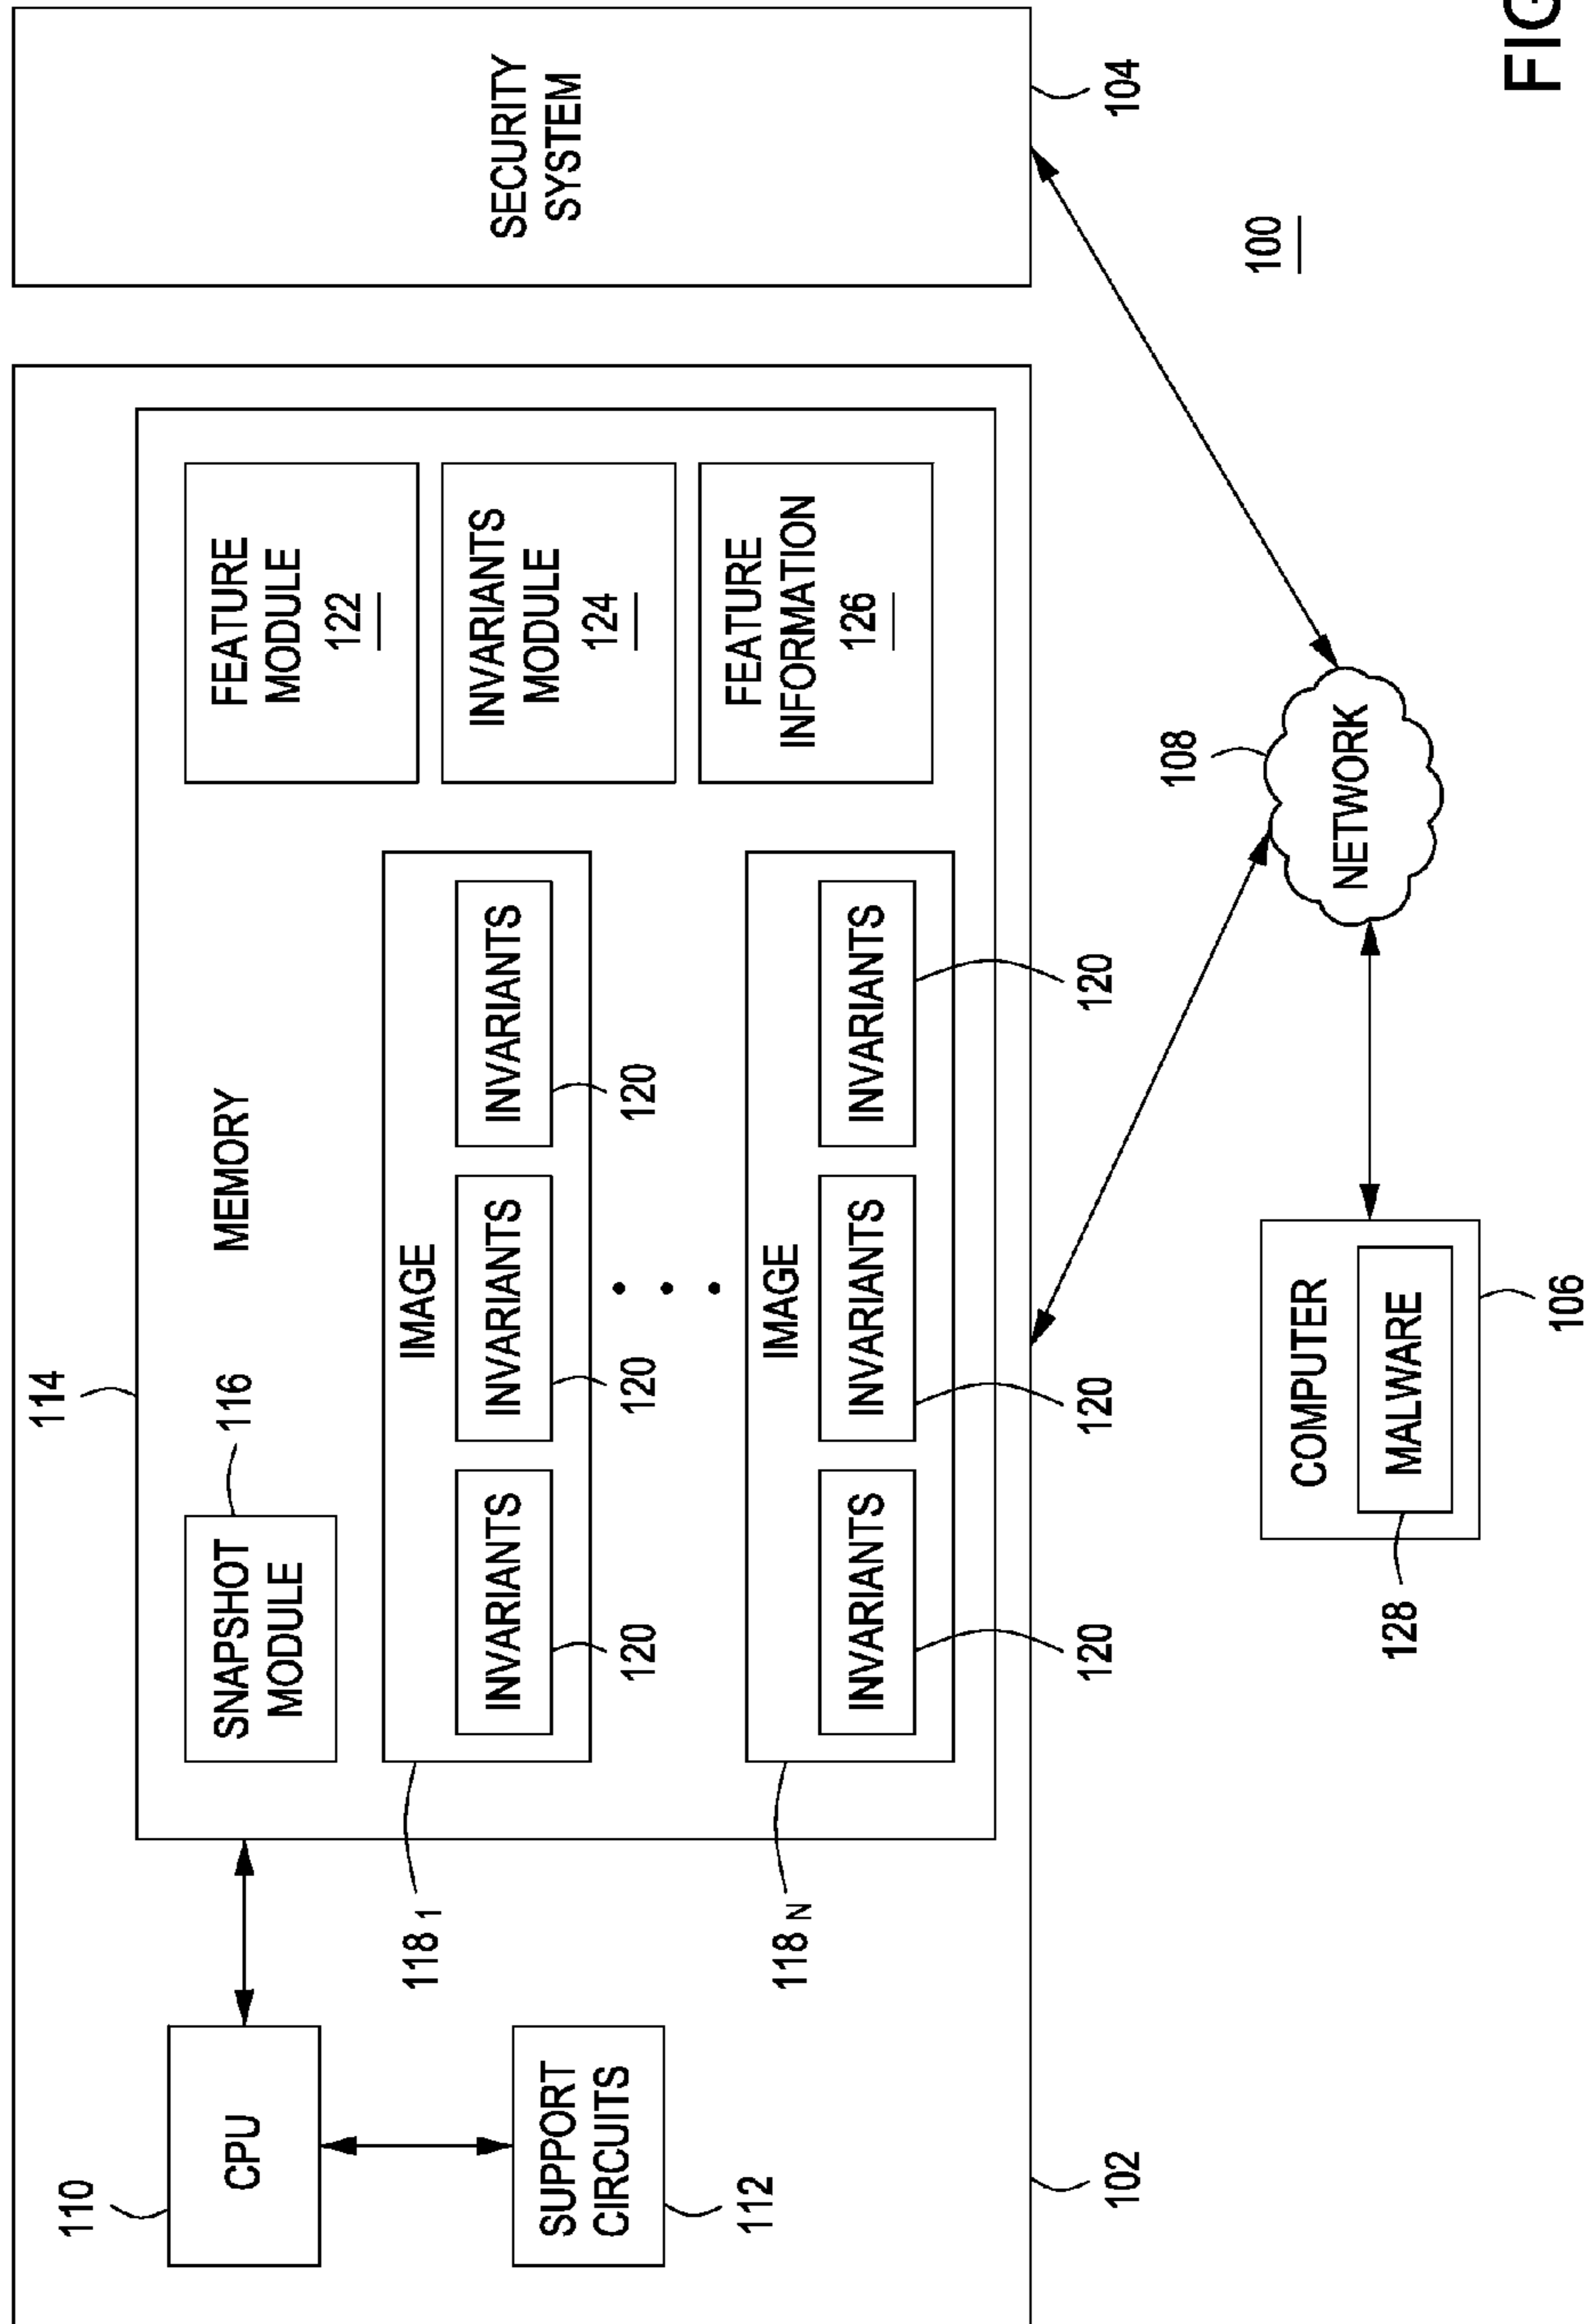 114
110
CPU
SUPPORT
CIRCUITS
112
102
MEMORY
SNAPSHOT
MODULE
116
118 1
IMAGE
INVARIANTS
INVARIANTS
INVARIANTS
120
120
120
118 N
IMAGE
INVARIANTS
INVARIANTS
INVARIANTS
120
120
120
FEATURE
MODULE
122
INVARIANTS
MODULE
124
FEATURE
INFORMATION
126
SECURITY
SYSTEM
104
108
NETWORK
COMPUTER
MALWARE
128
106
100